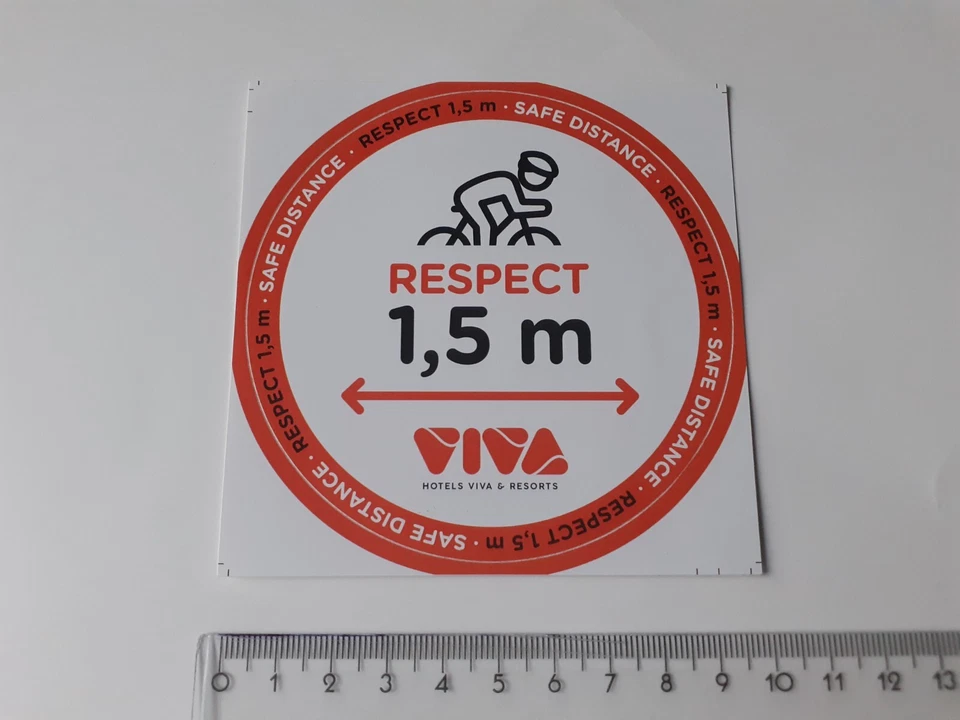 RESPECT 1,5 m · SAFE DISTANCE · RESPECT 1,5 m · SAFE DISTANCE · RESPECT 1,5 m · SAFE DISTANCE · RESPECT 1,5 m · SAFE DISTANCE ·
RESPECT
1,5 m
VIVA
HOTELS VIVA & RESORTS
0 1 2 3 4 5 6 7 8 9 10 11 12 13